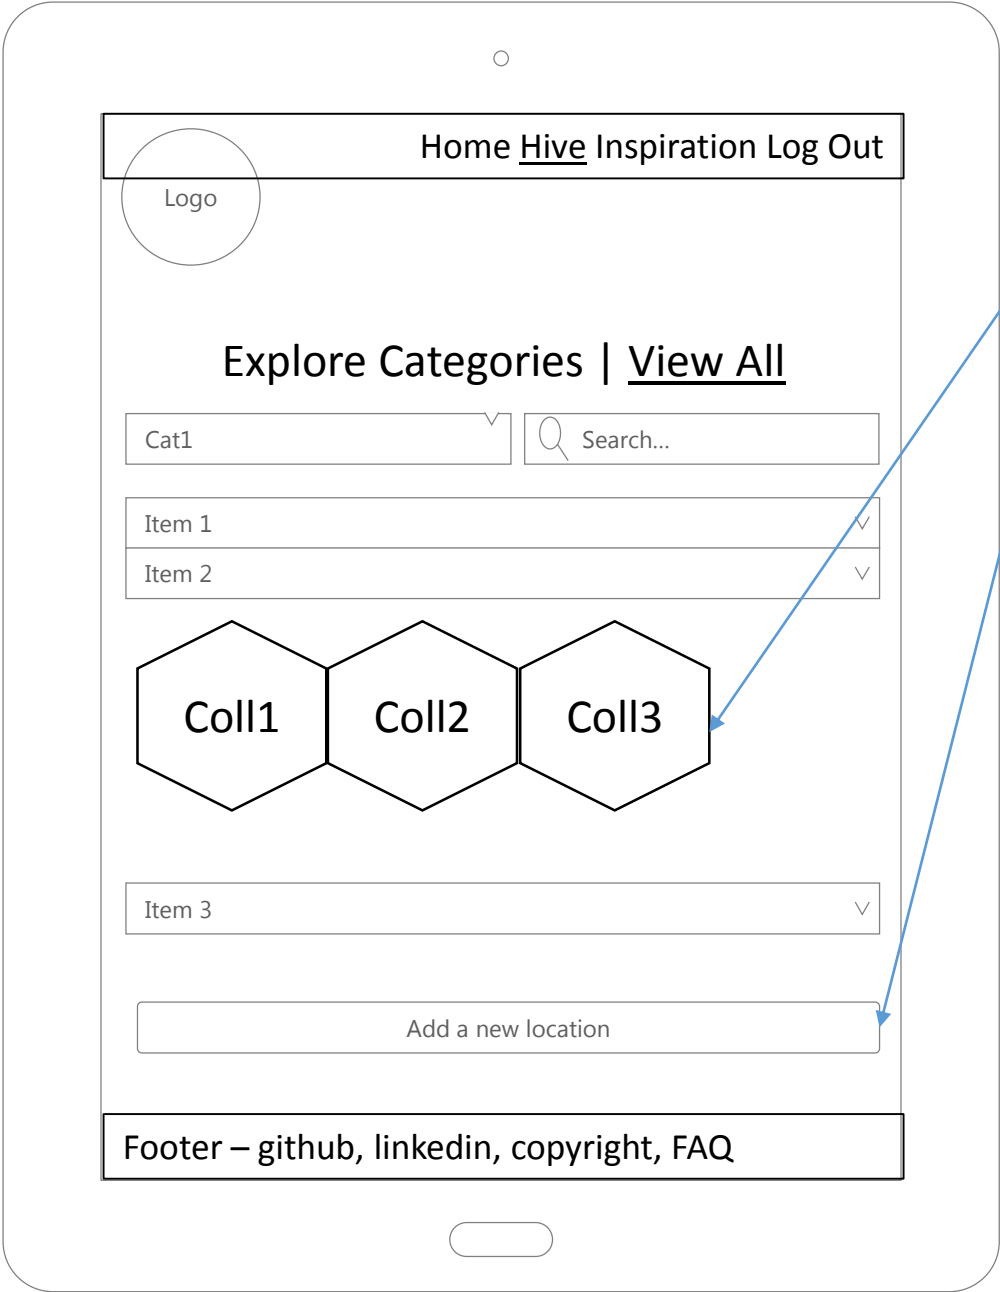 Home Hive Inspiration Log Out
Logo
Explore Categories | View All
Cat1
Search...
Item 1
Item 2
Coll1 Coll2 Coll3
Item 3
Add a new location
Footer – github, linkedin, copyright, FAQ